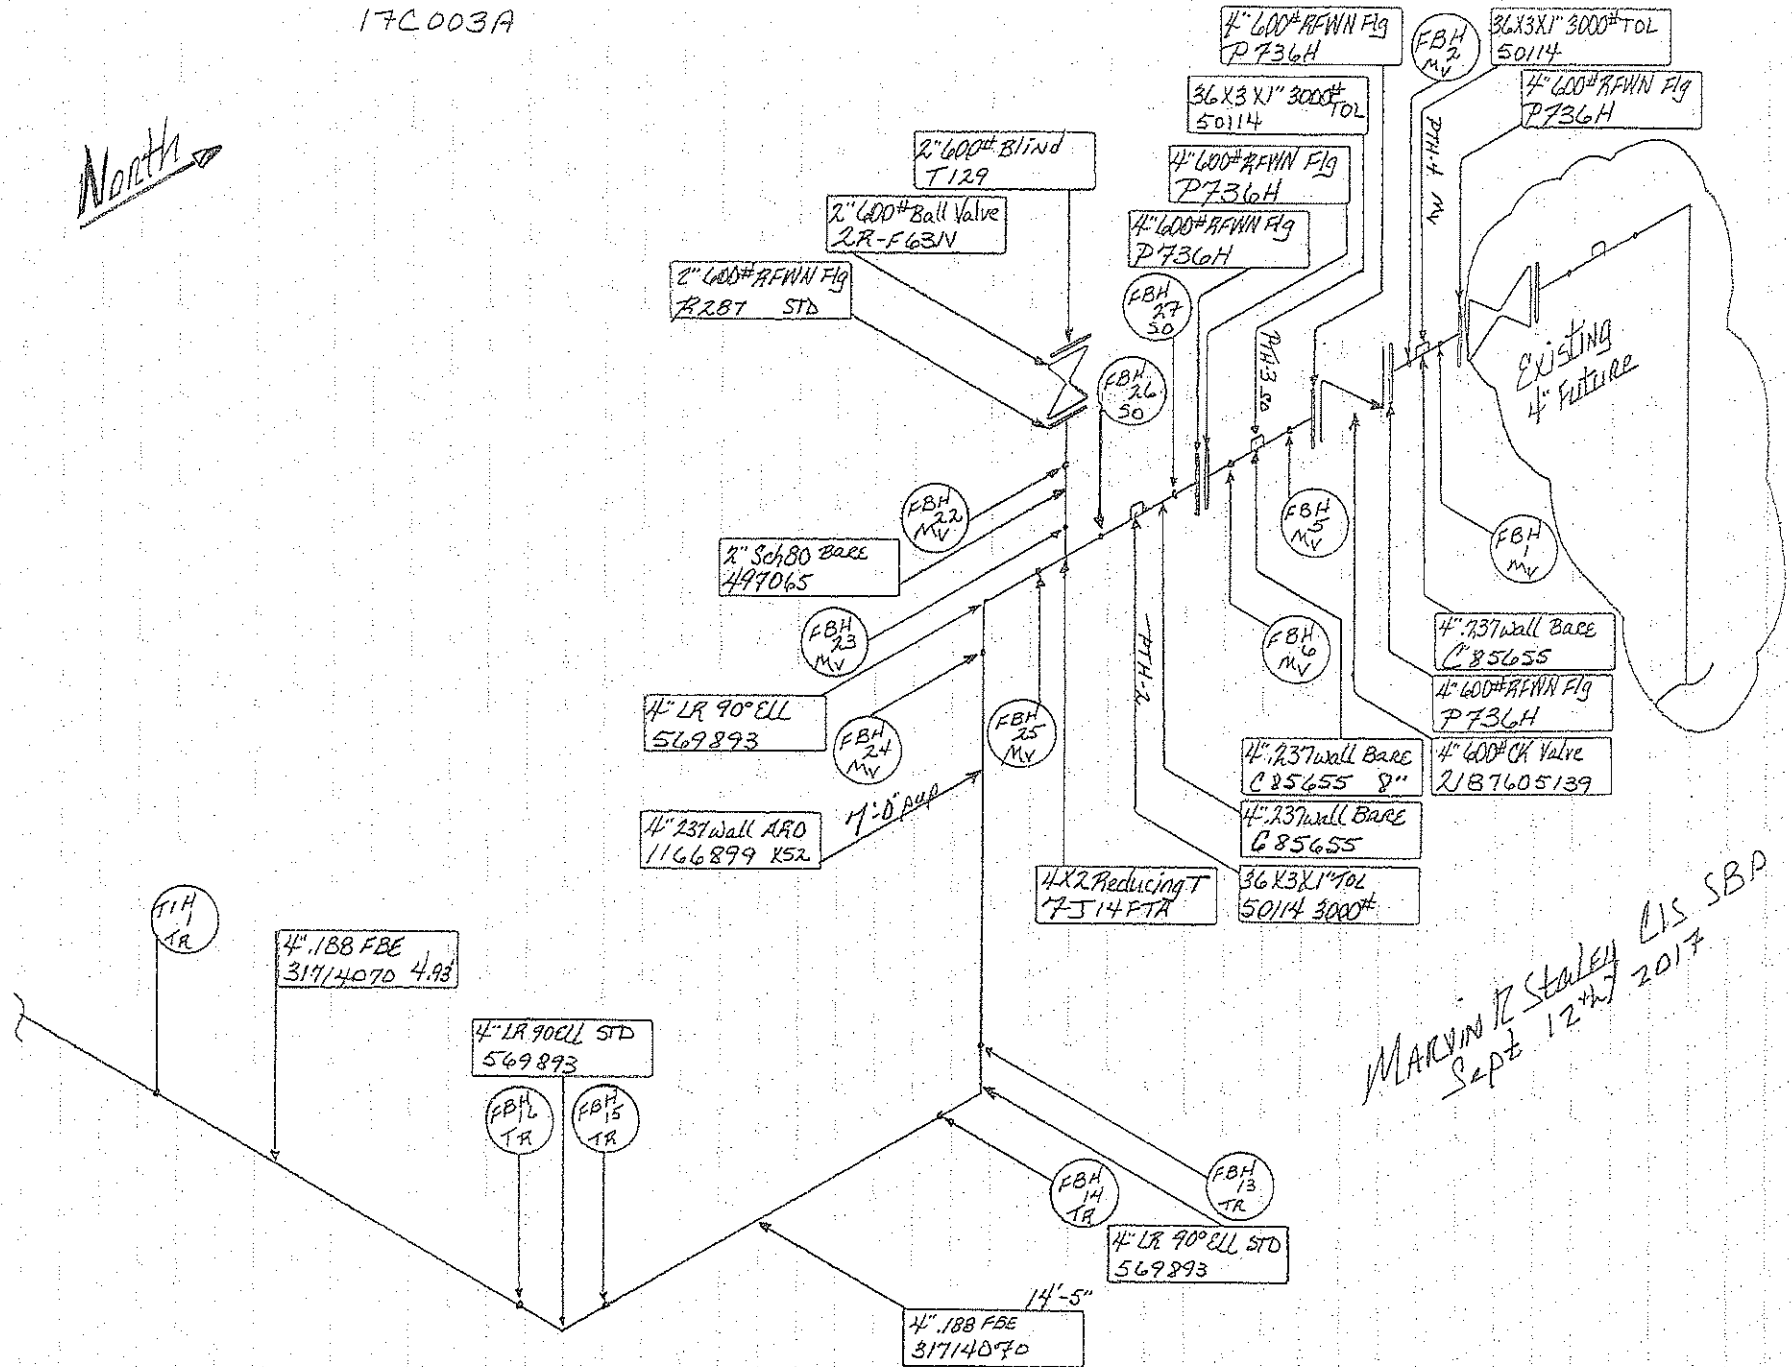 17C003A
North
4" 600# RFWN Flg
P736H
FBH
2
MV
36X3X1" 3000# TOL
50114
36X3X1" 3000# TOL
50114
4" 600# RFWN Flg
P736H
2" 600# Blind
T129
4" 600# RFWN Flg
P736H
PTH-4 MV
2" 600# Ball Valve
2R-F63N
4" 600# RFWN Flg
P736H
2" 600# RFWN Flg
R287 STD
FBH
27
SO
PTH-3 SO
Existing
4" Future
FBH
26
SO
FBH
22
MV
FBH
5
MV
FBH
1
MV
2" Sch80 Bare
497065
FBH
23
MV
FBH
6
MV
PTH-2
4" .237 wall Bare
C85655
4" LR 90° ELL
569893
FBH
24
MV
FBH
25
MV
4" 600# RFWN Flg
P736H
4" .237 wall Bare
C85655 8"
4" 600# CK Valve
21B7605139
4" 237 wall ARO
1166899 X52
4" .237 wall Bare
C85655
4X2 Reducing T
7J14FTA
36X3X1" TOL
50114 3000#
T1H
1
TR
4" .188 FBE
31714070 4.93'
4" LR 90 ELL STD
569893
FBH
16
TR
FBH
15
TR
FBH
14
TR
FBH
13
TR
4" LR 90° ELL STD
569893
14'-5"
4" .188 FBE
31714070
MARVIN R Staley CIS SBP
Sept 12th 2017